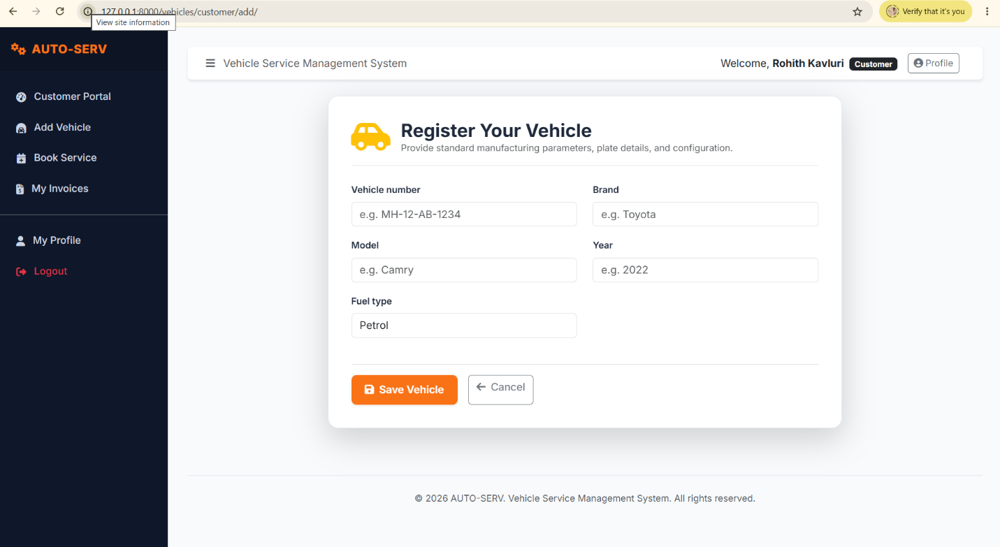 127.0.0.1:8000/vehicles/customer/add/
Verify that it's you
View site information
AUTO-SERV
Vehicle Service Management System
Welcome, Rohith Kavluri Customer Profile
Customer Portal
Add Vehicle
Book Service
My Invoices
My Profile
Logout
Register Your Vehicle
Provide standard manufacturing parameters, plate details, and configuration.
Vehicle number
e.g. MH-12-AB-1234
Brand
e.g. Toyota
Model
e.g. Camry
Year
e.g. 2022
Fuel type
Petrol
Save Vehicle
Cancel
© 2026 AUTO-SERV. Vehicle Service Management System. All rights reserved.